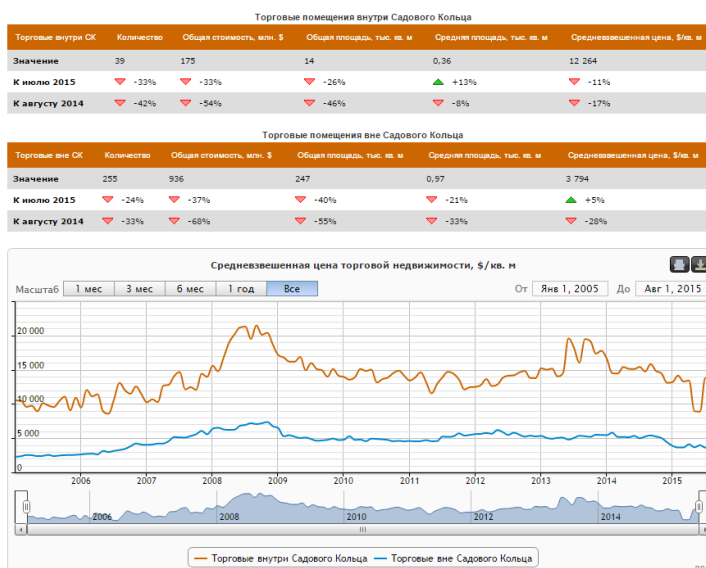 Торговые помещения внутри Садового Кольца
Торговые внутри СК Количество Общая стоимость, млн. $ Общая площадь, тыс. кв. м Средняя площадь, тыс. кв. м Средневзвешенная цена, $/кв. м
Значение 39 175 14 0,36 12 264
К июлю 2015 -33% -33% -26% +13% -11%
К августу 2014 -42% -54% -46% -8% -17%
Торговые помещения вне Садового Кольца
Торговые вне СК Количество Общая стоимость, млн. $ Общая площадь, тыс. кв. м Средняя площадь, тыс. кв. м Средневзвешенная цена, $/кв. м
Значение 255 936 247 0,97 3 794
К июлю 2015 -24% -37% -40% -21% +5%
К августу 2014 -33% -68% -55% -33% -28%
Средневзвешенная цена торговой недвижимости, $/кв. м
Масштаб 1 мес 3 мес 6 мес 1 год Все От Янв 1, 2005 До Авг 1, 2015
20 000
15 000
10 000
5 000
0
2006 2007 2008 2009 2010 2011 2012 2013 2014 2015
2006 2008 2010 2012 2014
Торговые внутри Садового Кольца Торговые вне Садового Кольца